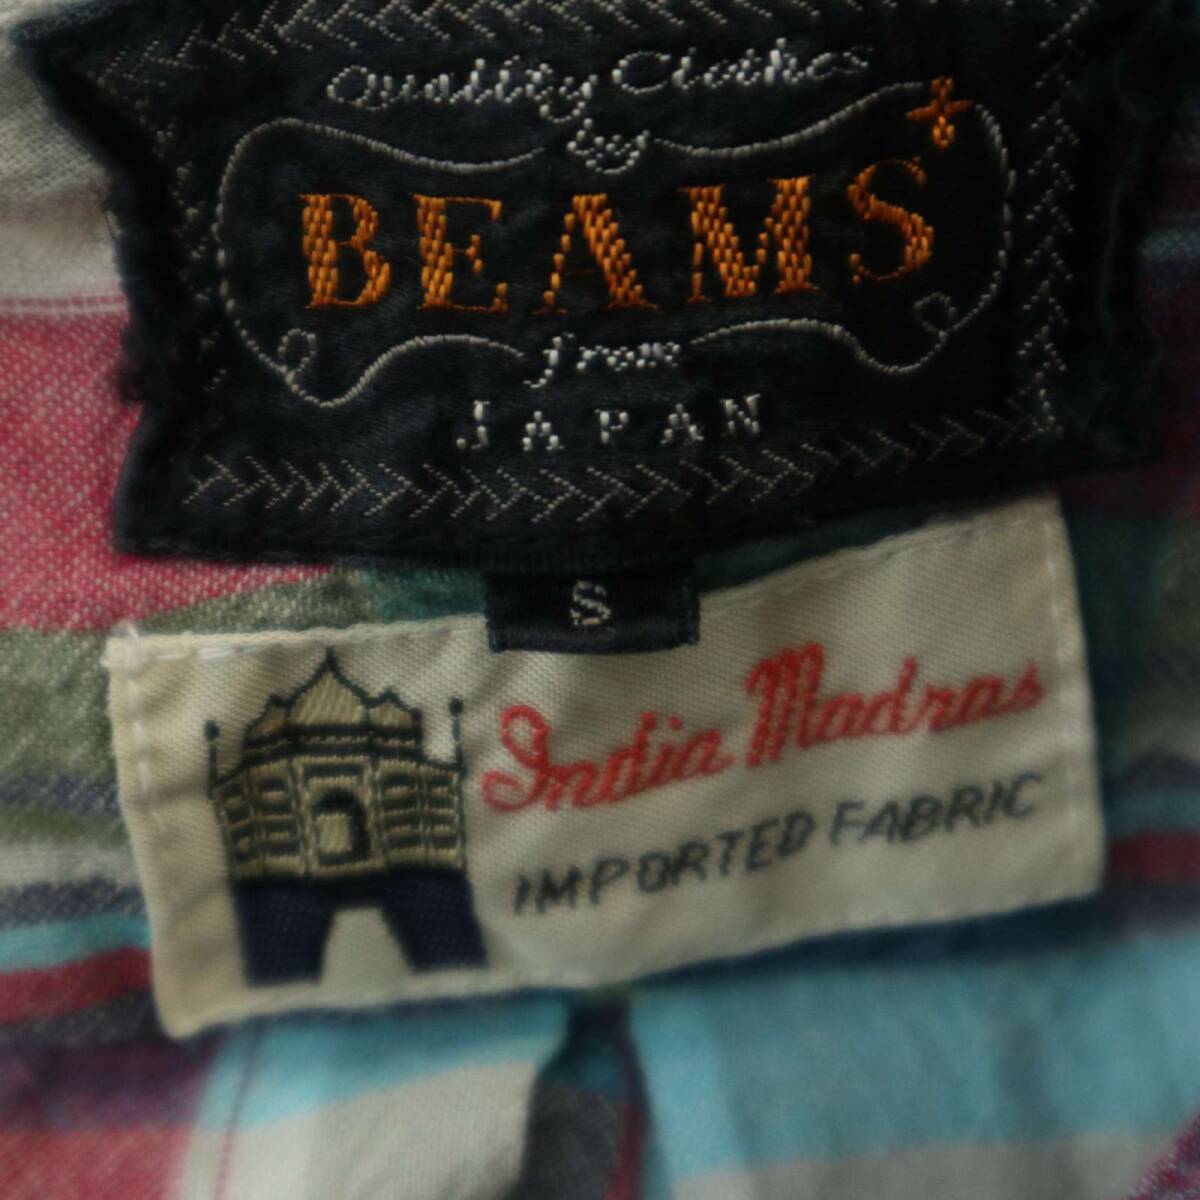 Quality Clothes
by
BEAMS+
from
JAPAN
S
India Madras
IMPORTED FABRIC